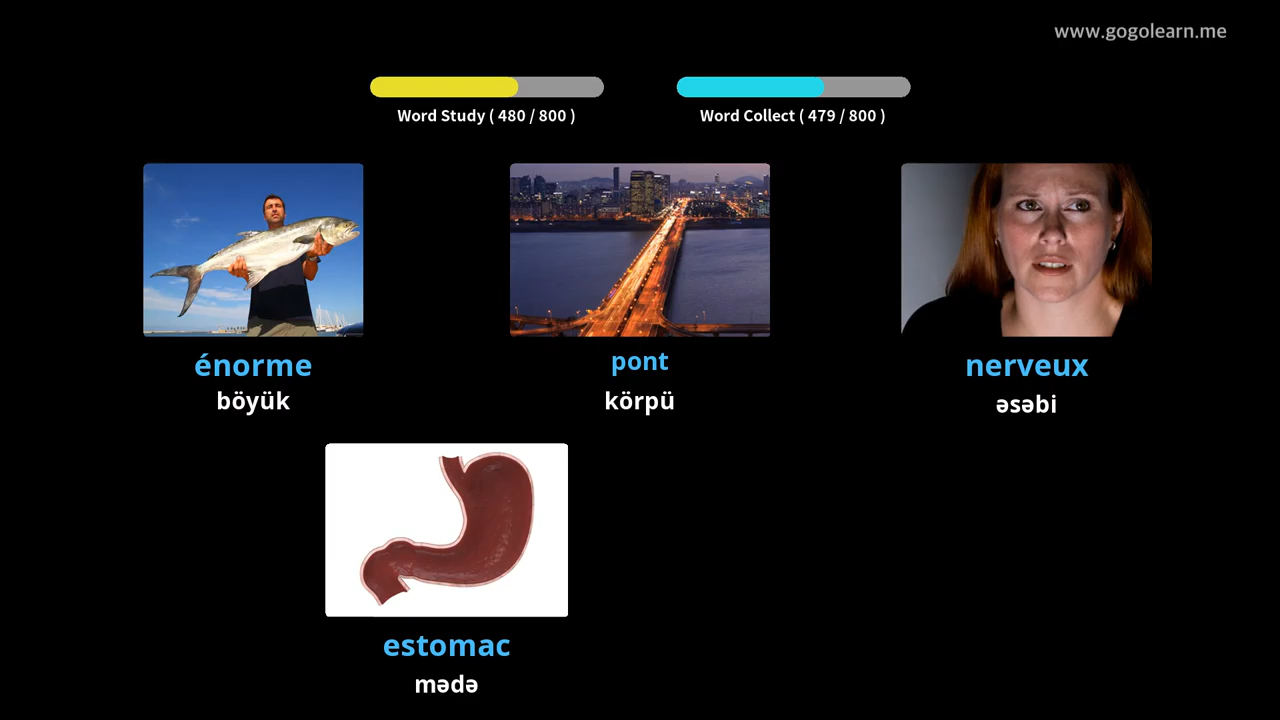 www.gogolearn.me
Word Study ( 480 / 800 )
Word Collect ( 479 / 800 )
énorme
böyük
pont
körpü
nerveux
əsəbi
estomac
mədə